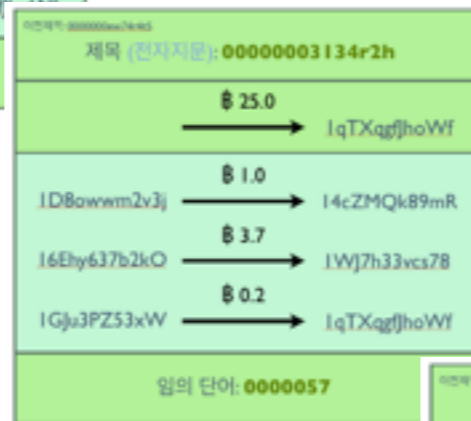 제목 (전자지문): 00000003134r2h
฿ 25.0
1qTXqgfJhoWf
฿ 1.0
1DBowwm2v3j 14cZMQk89mR
฿ 3.7
16Ehy637b2kO 1WJ7h33vcs78
฿ 0.2
1GJu3PZ53xW 1qTXqgfJhoWf
임의 단어: 0000057